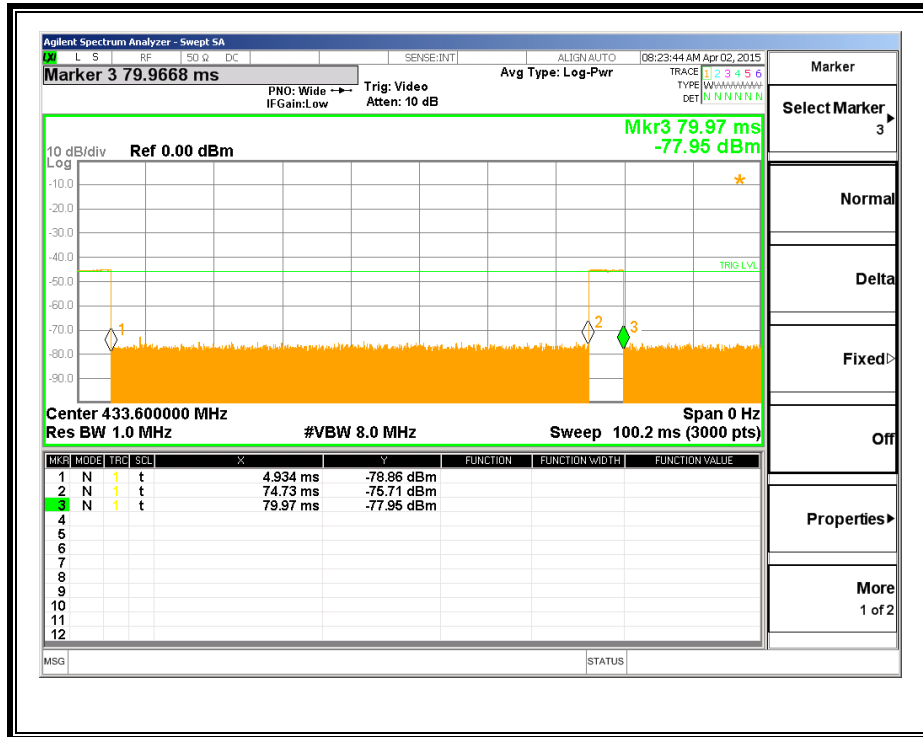 Agilent Spectrum Analyzer - Swept SA
LXI L S RF 50 Ω DC SENSE:INT ALIGN AUTO 08:23:44 AM Apr 02, 2015
Marker 3 79.9668 ms
PNO: Wide
IFGain:Low
Trig: Video
Atten: 10 dB
Avg Type: Log-Pwr
TRACE 1 2 3 4 5 6
TYPE W
DET N N N N N N
Mkr3 79.97 ms
-77.95 dBm
10 dB/div Ref 0.00 dBm
Log
-10.0
-20.0
-30.0
-40.0
-50.0
-60.0
-70.0
-80.0
-90.0
*
TRIG LVL
1
2
3
Center 433.600000 MHz Span 0 Hz
Res BW 1.0 MHz #VBW 8.0 MHz Sweep 100.2 ms (3000 pts)
MKR MODE TRC SCL X Y FUNCTION FUNCTION WIDTH FUNCTION VALUE
1 N 1 t 4.934 ms -78.86 dBm
2 N 1 t 74.73 ms -75.71 dBm
3 N 1 t 79.97 ms -77.95 dBm
4
5
6
7
8
9
10
11
12
MSG STATUS
Marker
Select Marker
3
Normal
Delta
Fixed
Off
Properties
More
1 of 2